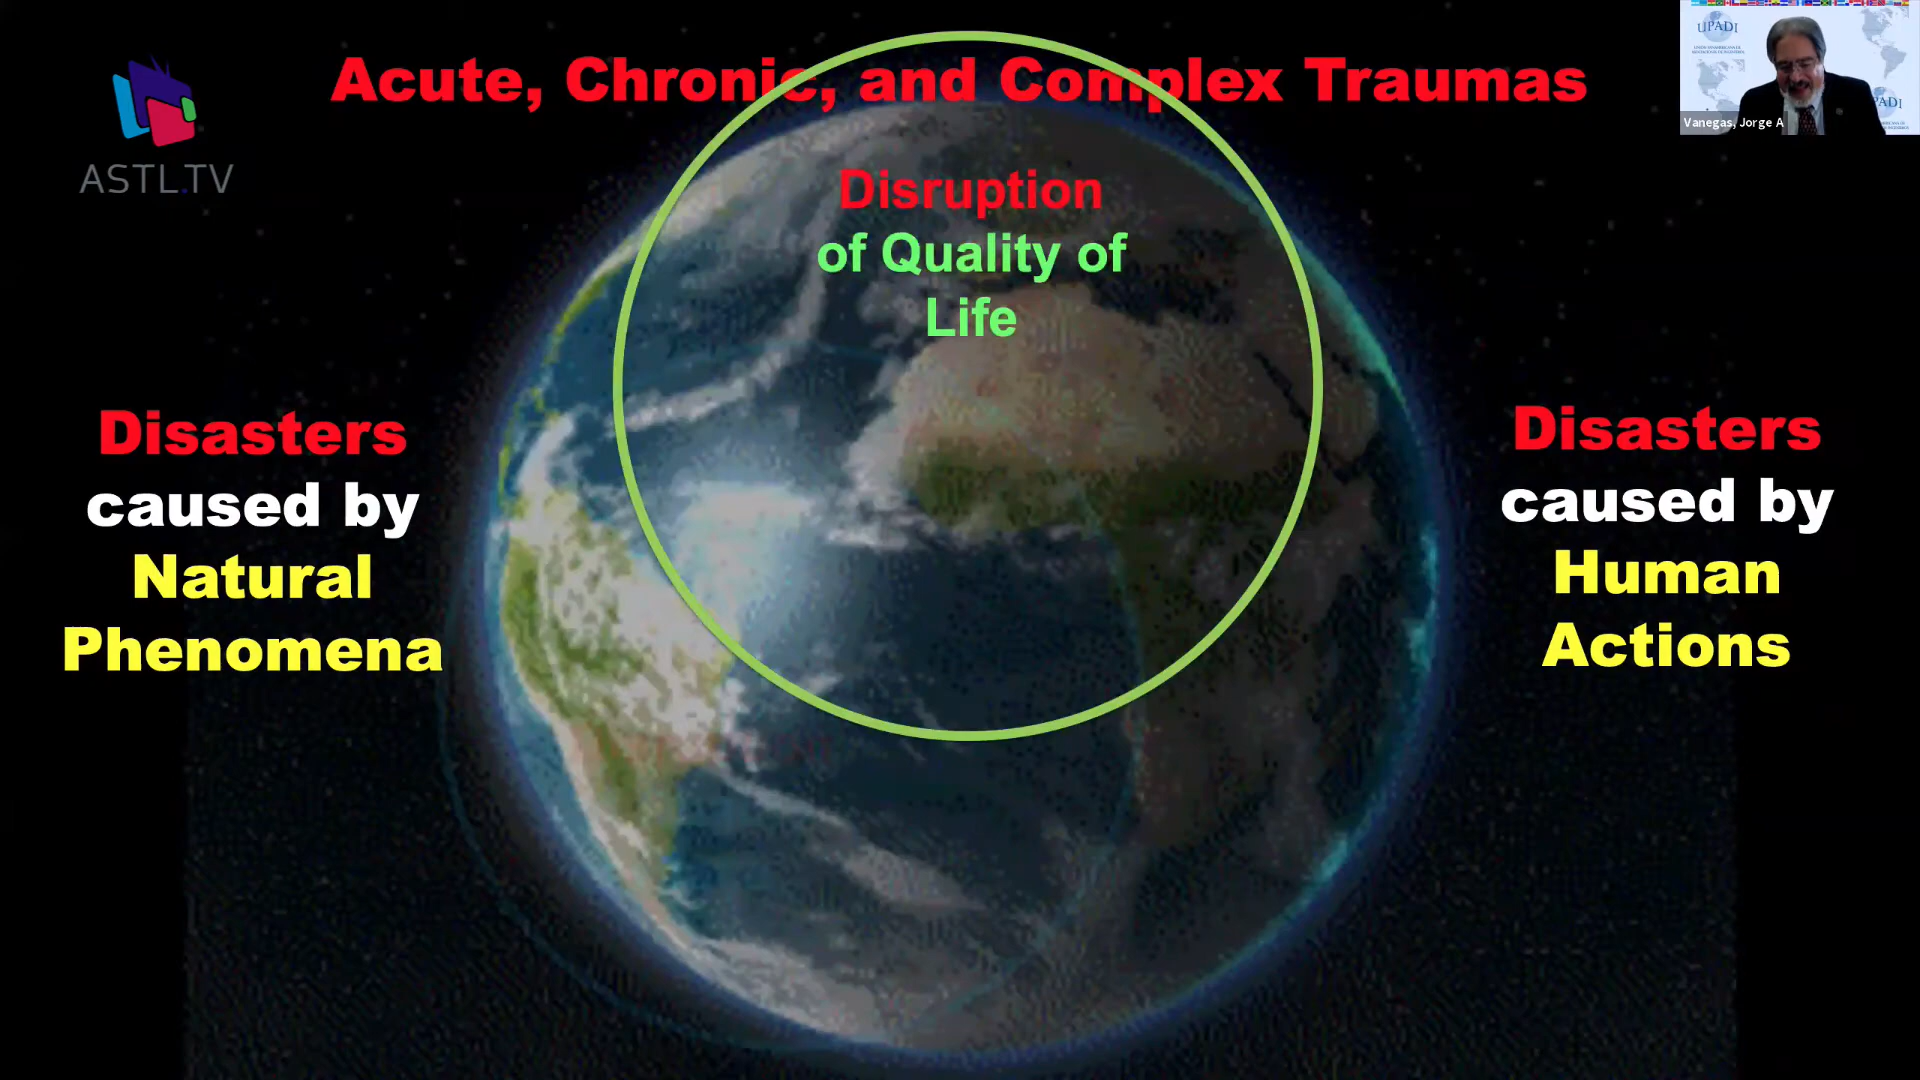 Acute, Chronic, and Complex Traumas
ASTL.TV
Disruption
of Quality of
Life
Disasters
caused by
Natural
Phenomena
Disasters
caused by
Human
Actions
UPADI
Vanegas, Jorge A